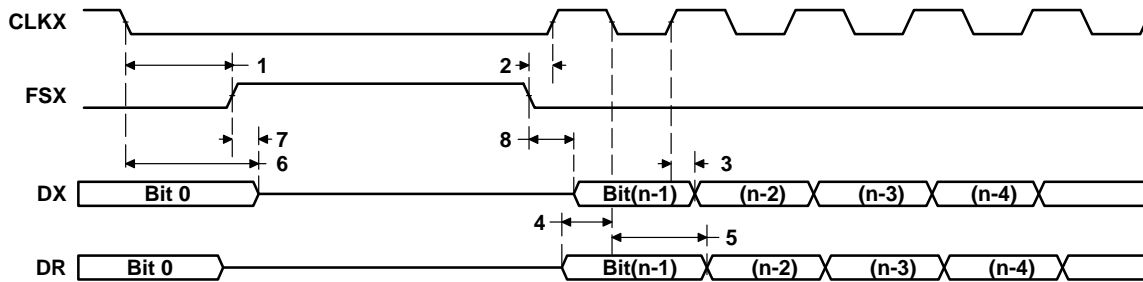 CLKX
1
2
FSX
7
8
6
3
DX
Bit 0
Bit(n-1)
(n-2)
(n-3)
(n-4)
4
5
DR
Bit 0
Bit(n-1)
(n-2)
(n-3)
(n-4)